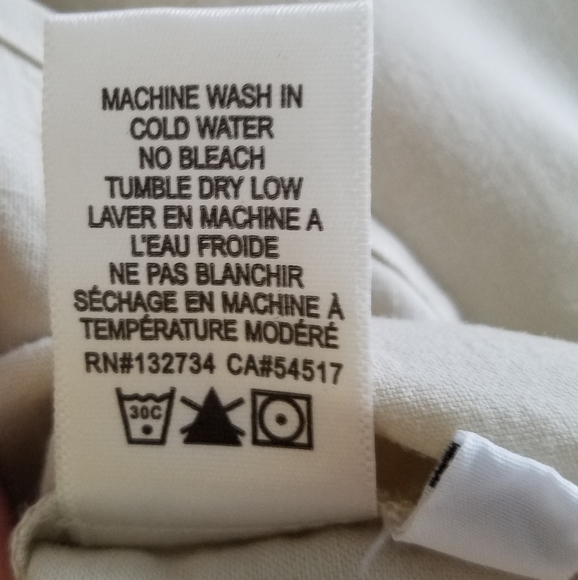 MACHINE WASH IN
COLD WATER
NO BLEACH
TUMBLE DRY LOW
LAVER EN MACHINE A
L'EAU FROIDE
NE PAS BLANCHIR
SÉCHAGE EN MACHINE À
TEMPÉRATURE MODÉRÉ
RN#132734 CA#54517
30C